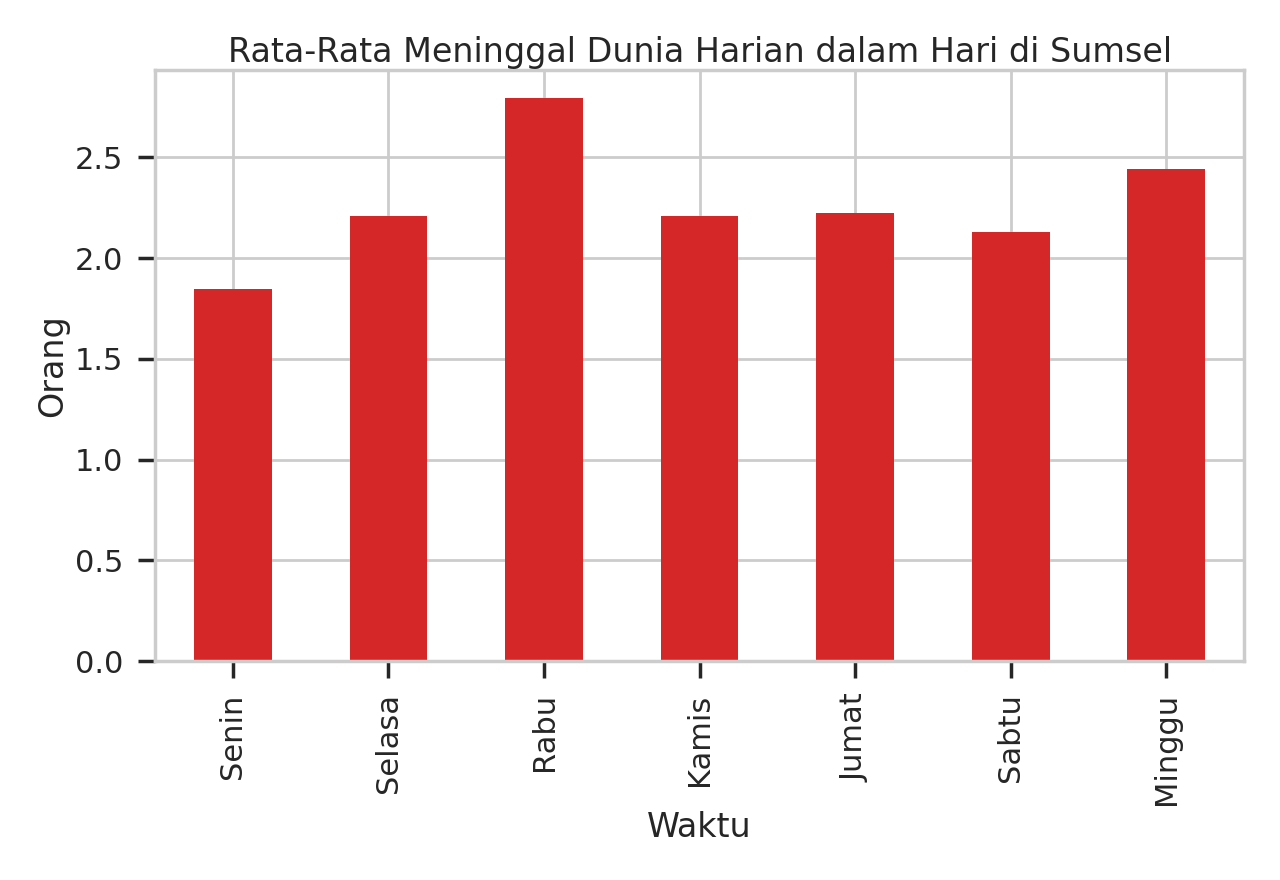 Rata-Rata Meninggal Dunia Harian dalam Hari di Sumsel
2.5
2.0
1.5
1.0
0.5
0.0
Orang
Senin
Selasa
Rabu
Kamis
Jumat
Sabtu
Minggu
Waktu